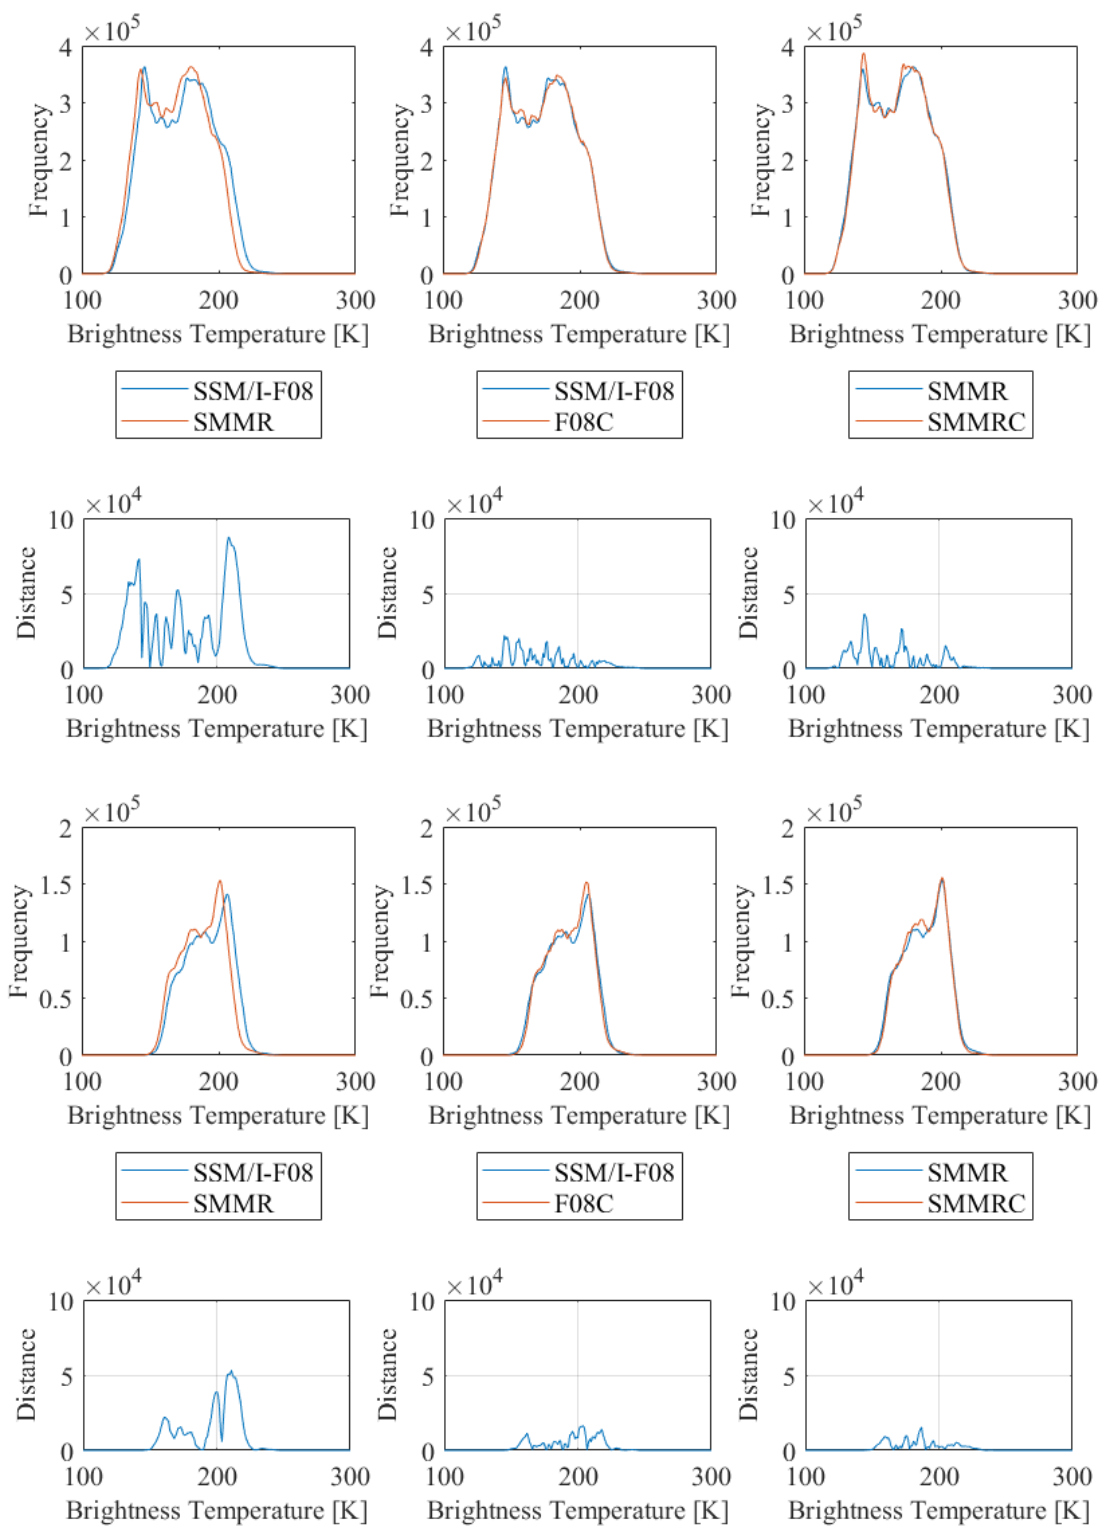 ×10^5 ×10^5 ×10^5
4 4 4
3 3 3
2 2 2
1 1 1
0 0 0
Frequency Frequency Frequency
100 200 300 100 200 300 100 200 300
Brightness Temperature [K] Brightness Temperature [K] Brightness Temperature [K]
SSM/I-F08 SSM/I-F08 SMMR
SMMR F08C SMMRC
×10^4 ×10^4 ×10^4
10 10 10
5 5 5
0 0 0
Distance Distance Distance
100 200 300 100 200 300 100 200 300
Brightness Temperature [K] Brightness Temperature [K] Brightness Temperature [K]
×10^5 ×10^5 ×10^5
2 2 2
1.5 1.5 1.5
1 1 1
0.5 0.5 0.5
0 0 0
Frequency Frequency Frequency
100 200 300 100 200 300 100 200 300
Brightness Temperature [K] Brightness Temperature [K] Brightness Temperature [K]
SSM/I-F08 SSM/I-F08 SMMR
SMMR F08C SMMRC
×10^4 ×10^4 ×10^4
10 10 10
5 5 5
0 0 0
Distance Distance Distance
100 200 300 100 200 300 100 200 300
Brightness Temperature [K] Brightness Temperature [K] Brightness Temperature [K]